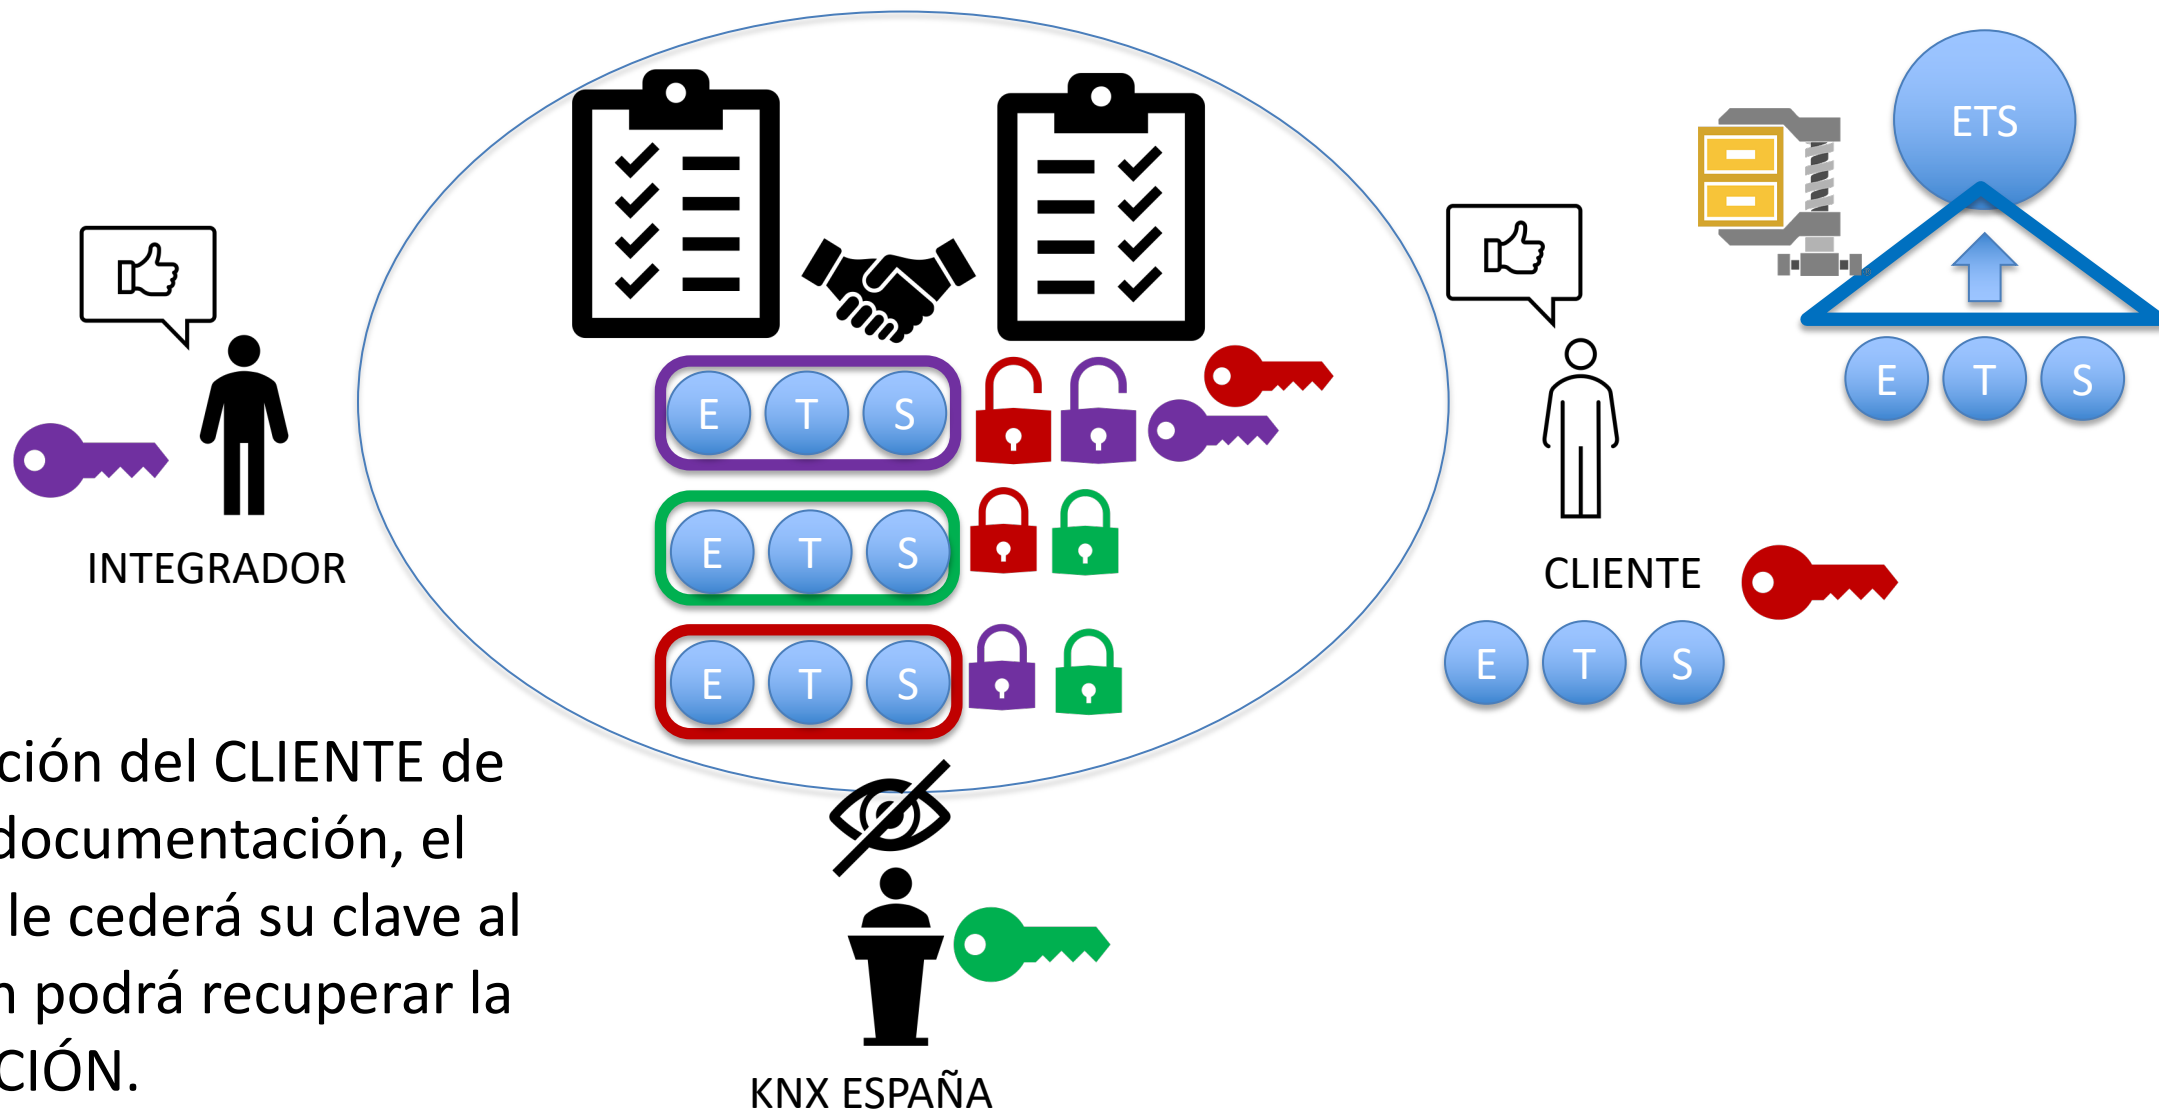 ETS
E T S
E T S
INTEGRADOR
E T S
CLIENTE
E T S
E T S
ción del CLIENTE de
documentación, el
le cederá su clave al
podrá recuperar la
CIÓN.
KNX ESPAÑA